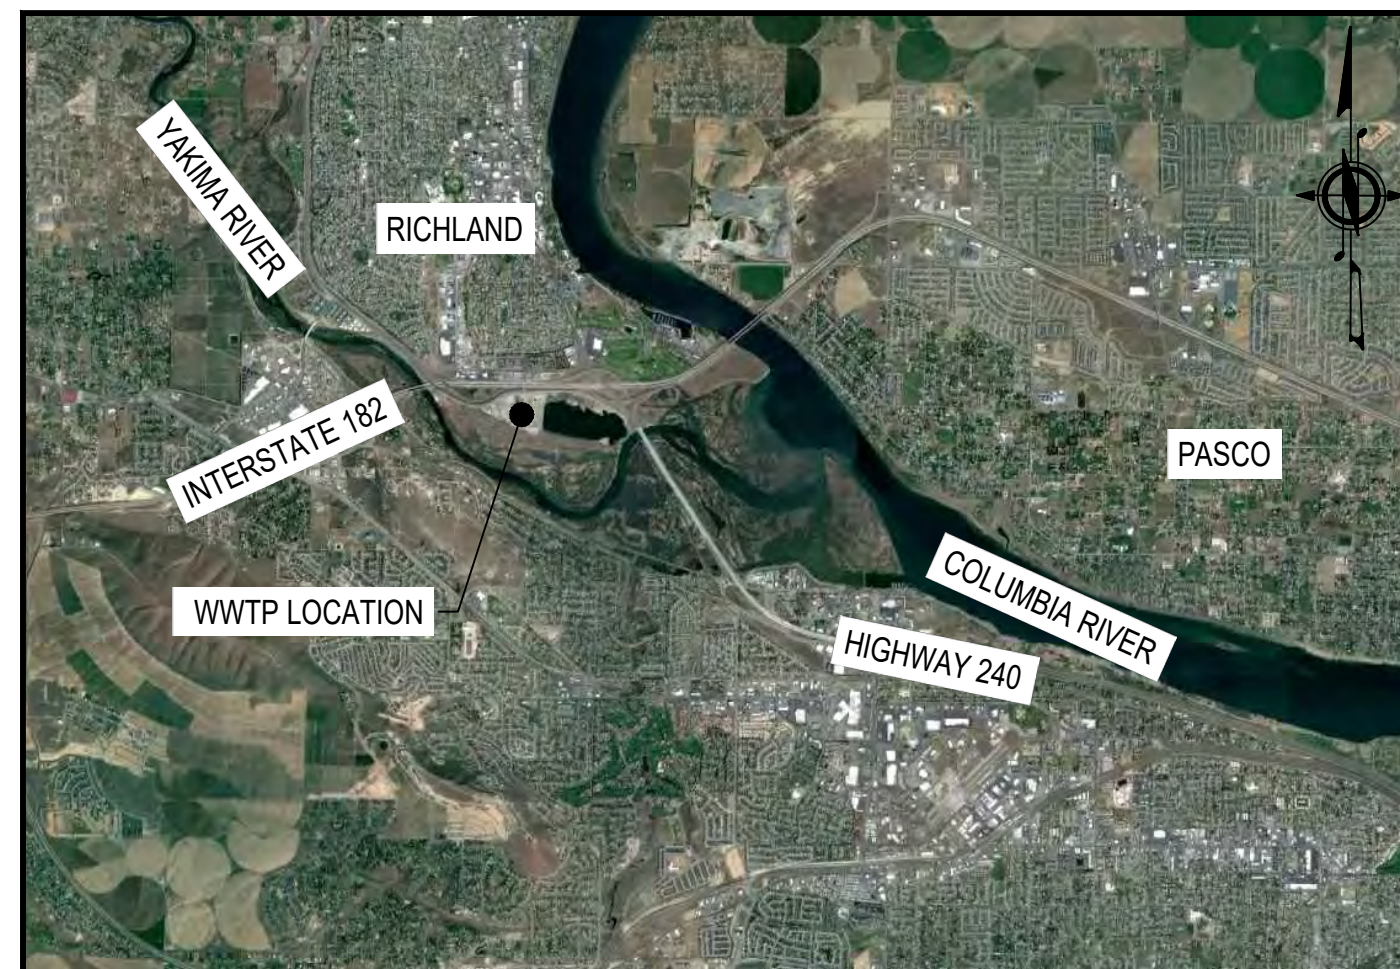 YAKIMA RIVER
RICHLAND
INTERSTATE 182
PASCO
WWTP LOCATION
COLUMBIA RIVER
HIGHWAY 240